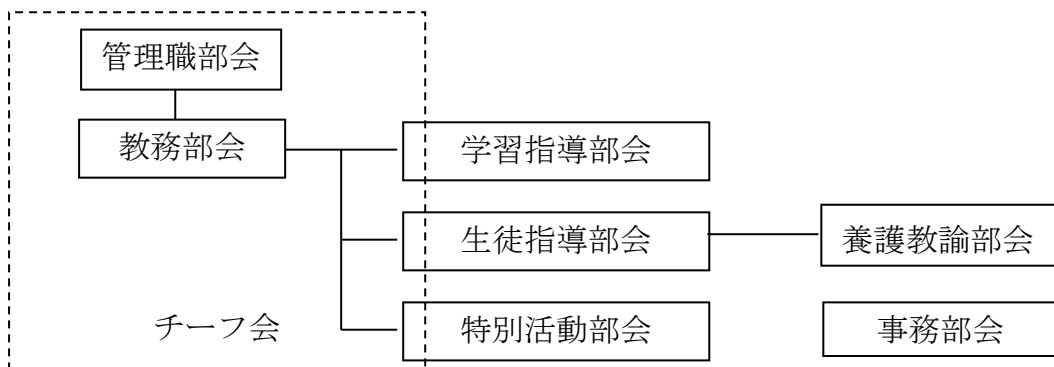 管理職部会
教務部会
学習指導部会
生徒指導部会
養護教諭部会
チーフ会
特別活動部会
事務部会